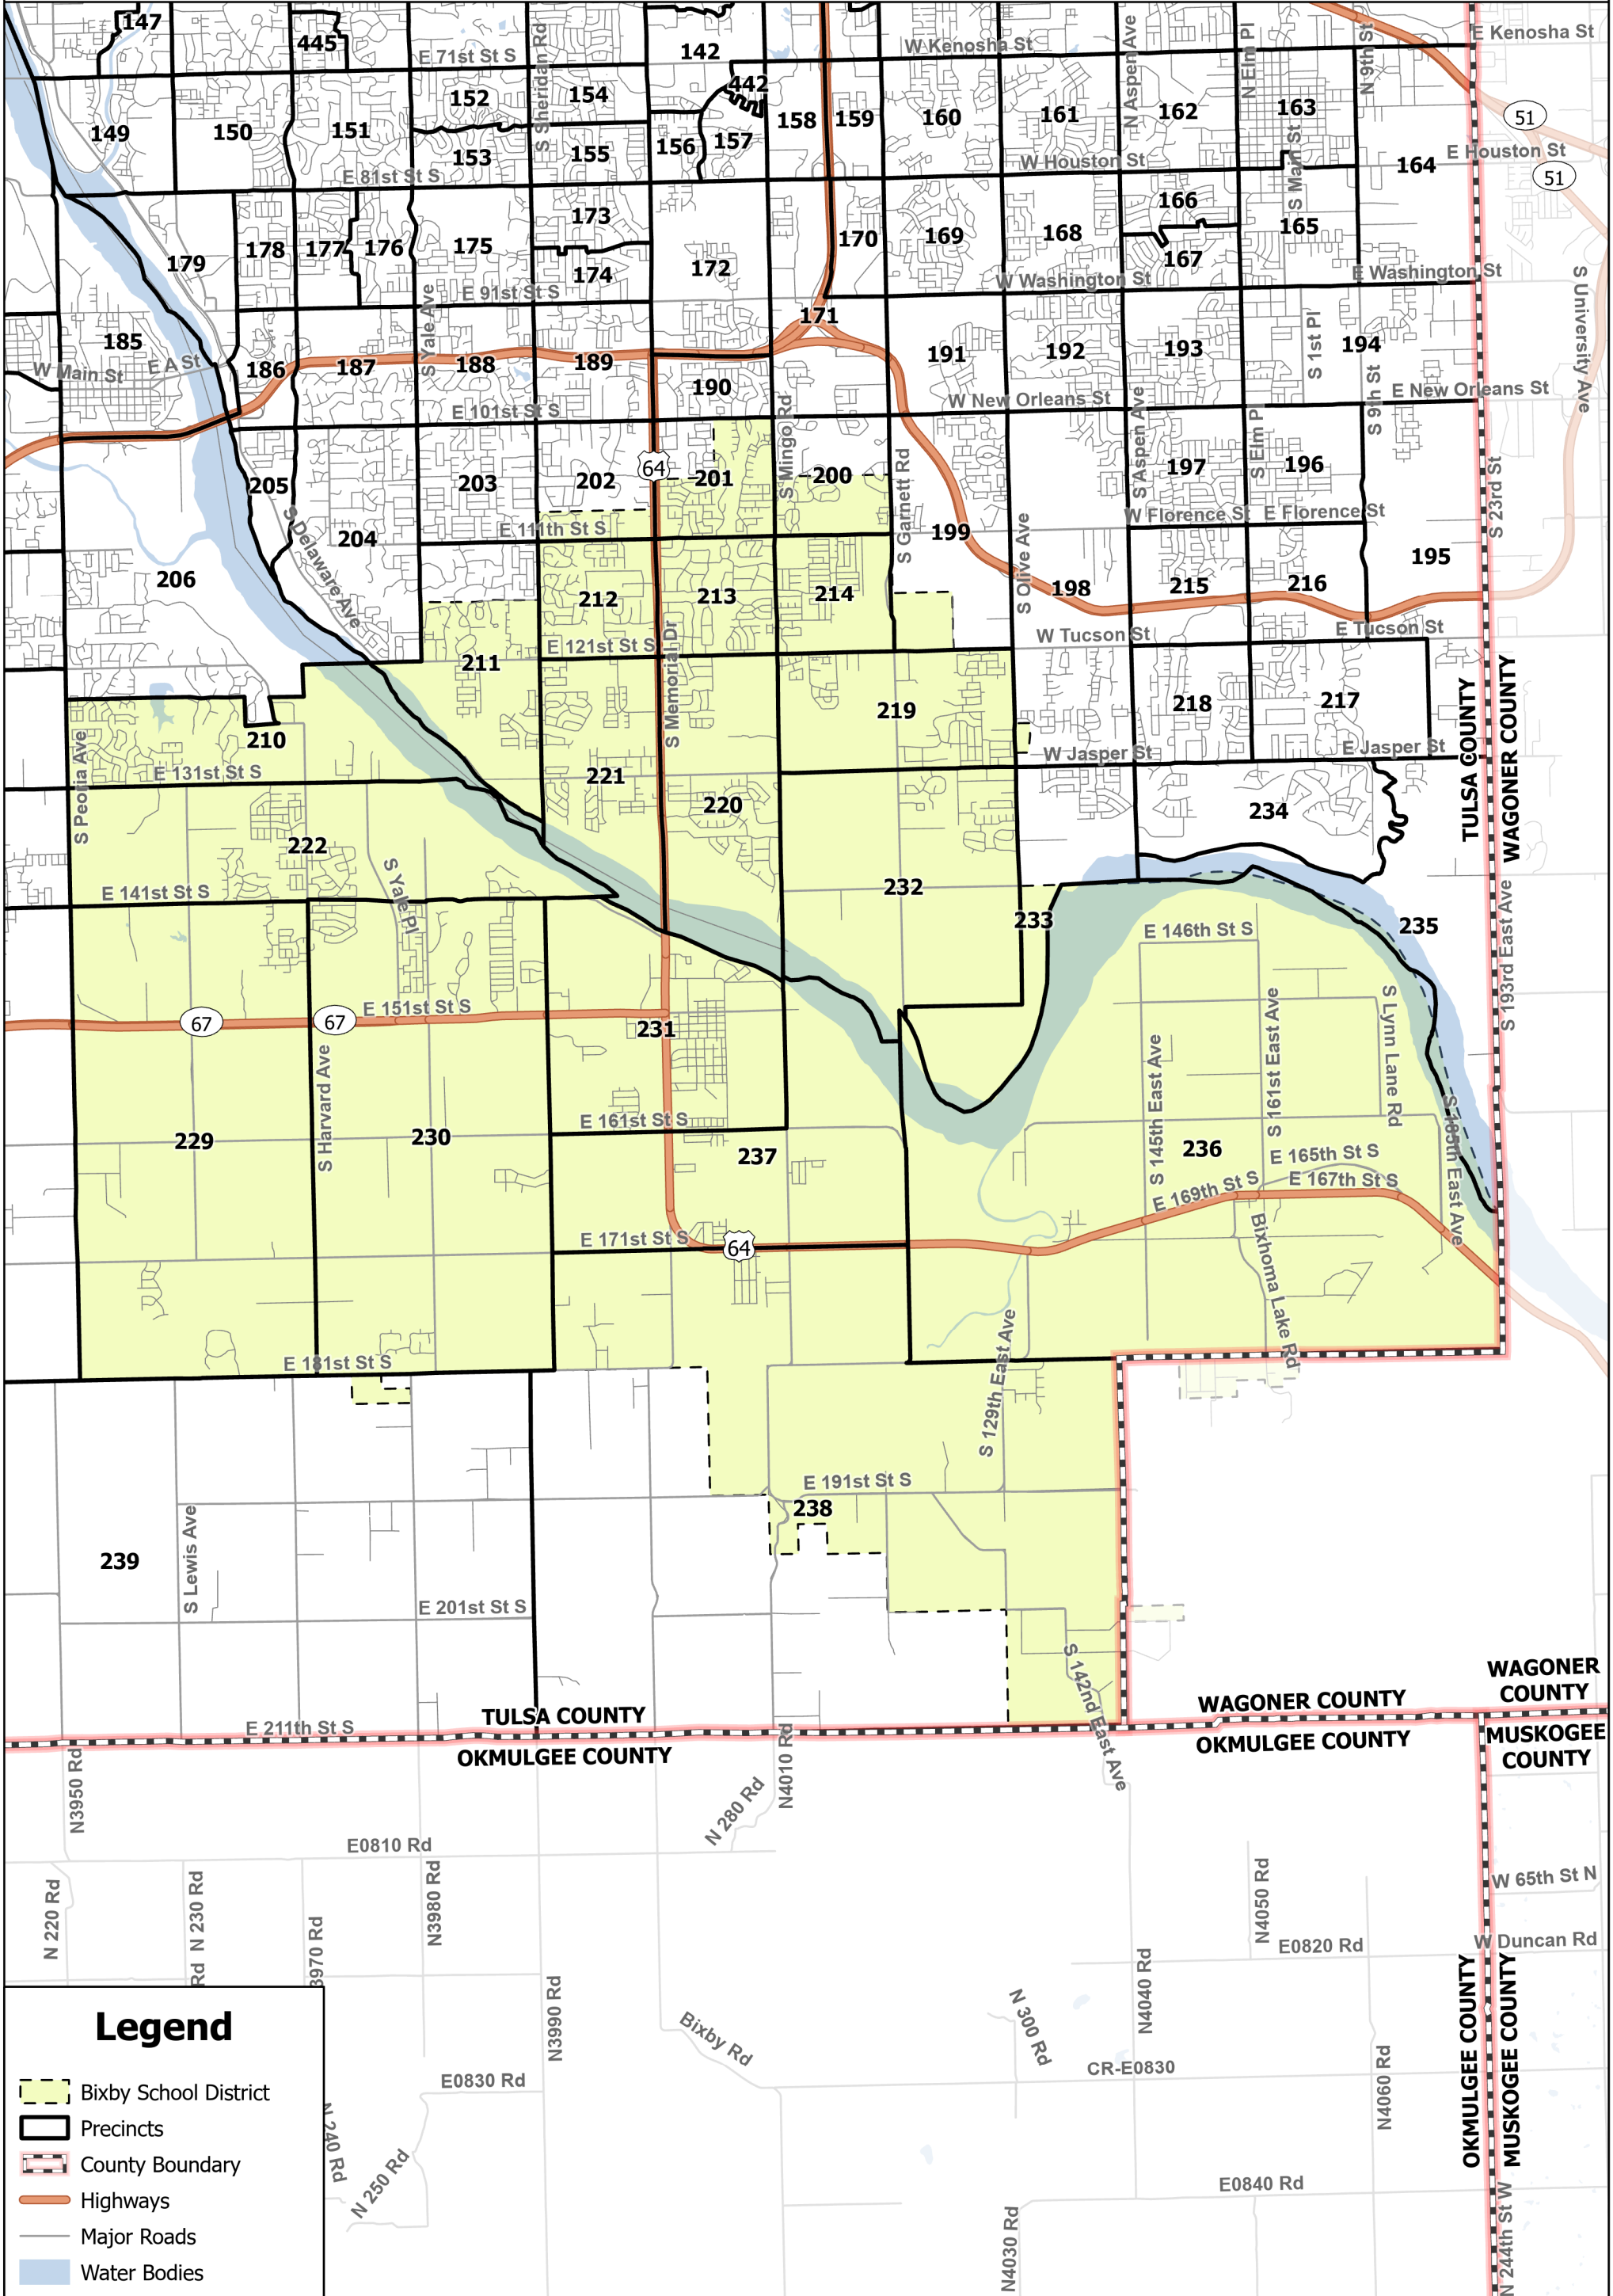 147
445
E 71st St S
S Sheridan Rd
142
442
W Kenosha St
N Aspen Ave
N Elm Pl
N 9th St
E Kenosha St
51
149
150
151
152
153
154
155
156
157
158
159
160
161
162
163
164
E Houston St
51
W Houston St
S Main St
E 81st St S
179
178
177
176
175
173
174
172
170
169
168
166
167
165
E Washington St
W Washington St
E 91st St S
S Yale Ave
171
S University Ave
185
W Main St
E A St
186
187
188
189
190
191
192
193
S 1st Pl
194
E New Orleans St
W New Orleans St
E 101st St S
S Mingo Rd
S Aspen Ave
S Elm Pl
S 9th St
205
203
202
64
201
200
S Garnett Rd
199
197
196
S 23rd St
W Florence St
E Florence St
E 111th St S
S Delaware Ave
204
206
S Olive Ave
198
215
216
195
212
213
214
W Tucson St
E Tucson St
E 121st St S
S Memorial Dr
211
219
218
217
TULSA COUNTY
WAGONER COUNTY
210
S Peoria Ave
E 131st St S
221
220
W Jasper St
E Jasper St
234
222
S Yale Pl
E 141st St S
232
233
235
E 146th St S
S 193rd East Ave
67
67
E 151st St S
231
S Harvard Ave
S 145th East Ave
S 161st East Ave
S Lynn Lane Rd
S 185th East Ave
229
230
E 161st St S
237
236
E 165th St S
E 167th St S
E 169th St S
E 171st St S
64
Bixhoma Lake Rd
E 181st St S
S 129th East Ave
E 191st St S
238
239
S Lewis Ave
E 201st St S
S 142nd East Ave
WAGONER
COUNTY
WAGONER COUNTY
TULSA COUNTY
E 211th St S
OKMULGEE COUNTY
OKMULGEE COUNTY
MUSKOGEE
COUNTY
N3950 Rd
N4010 Rd
N 280 Rd
E0810 Rd
N 220 Rd
N 230 Rd
Rd
3970 Rd
N3980 Rd
N4050 Rd
W 65th St N
E0820 Rd
W Duncan Rd
N3990 Rd
Bixby Rd
N 300 Rd
N4040 Rd
CR-E0830
E0830 Rd
N4060 Rd
OKMULGEE COUNTY
MUSKOGEE COUNTY
N 240 Rd
N 250 Rd
E0840 Rd
N4030 Rd
N 244th St W
Legend
Bixby School District
Precincts
County Boundary
Highways
Major Roads
Water Bodies